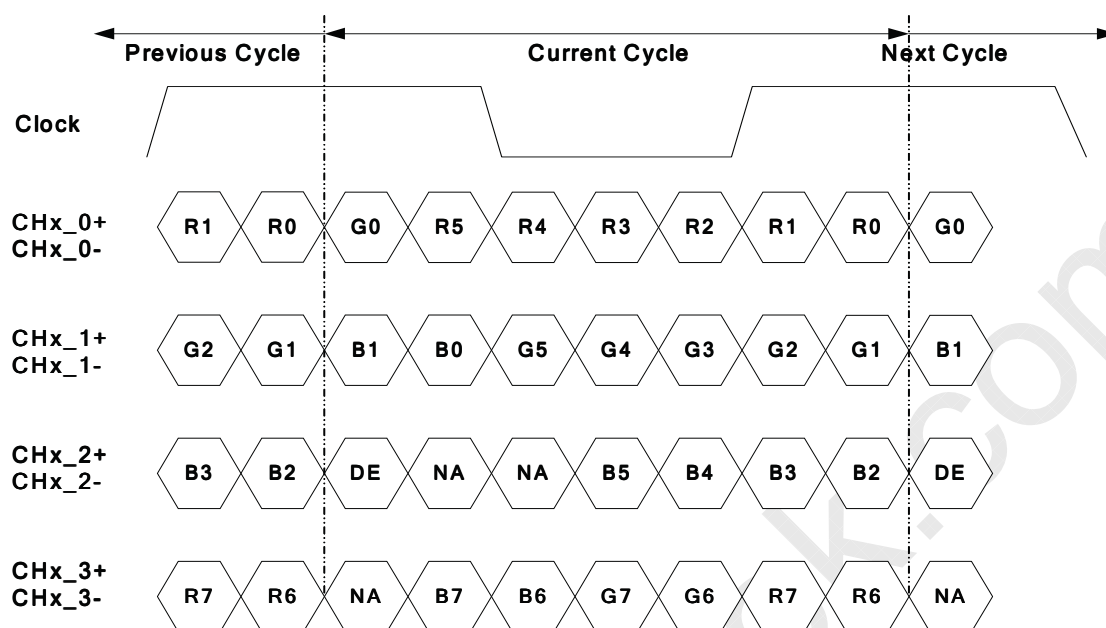 Previous Cycle Current Cycle Next Cycle
Clock
CHx_0+
CHx_0-
R1 R0 G0 R5 R4 R3 R2 R1 R0 G0
CHx_1+
CHx_1-
G2 G1 B1 B0 G5 G4 G3 G2 G1 B1
CHx_2+
CHx_2-
B3 B2 DE NA NA B5 B4 B3 B2 DE
CHx_3+
CHx_3-
R7 R6 NA B7 B6 G7 G6 R7 R6 NA
k.com